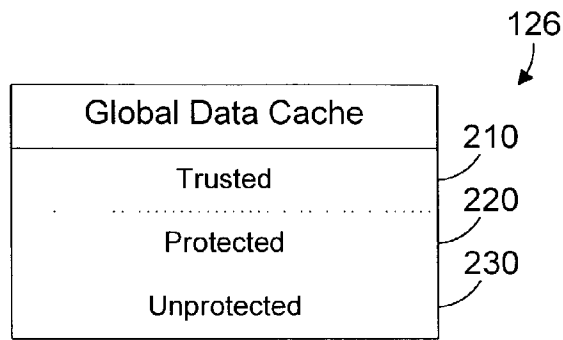 126
Global Data Cache
210
Trusted
220
Protected
230
Unprotected